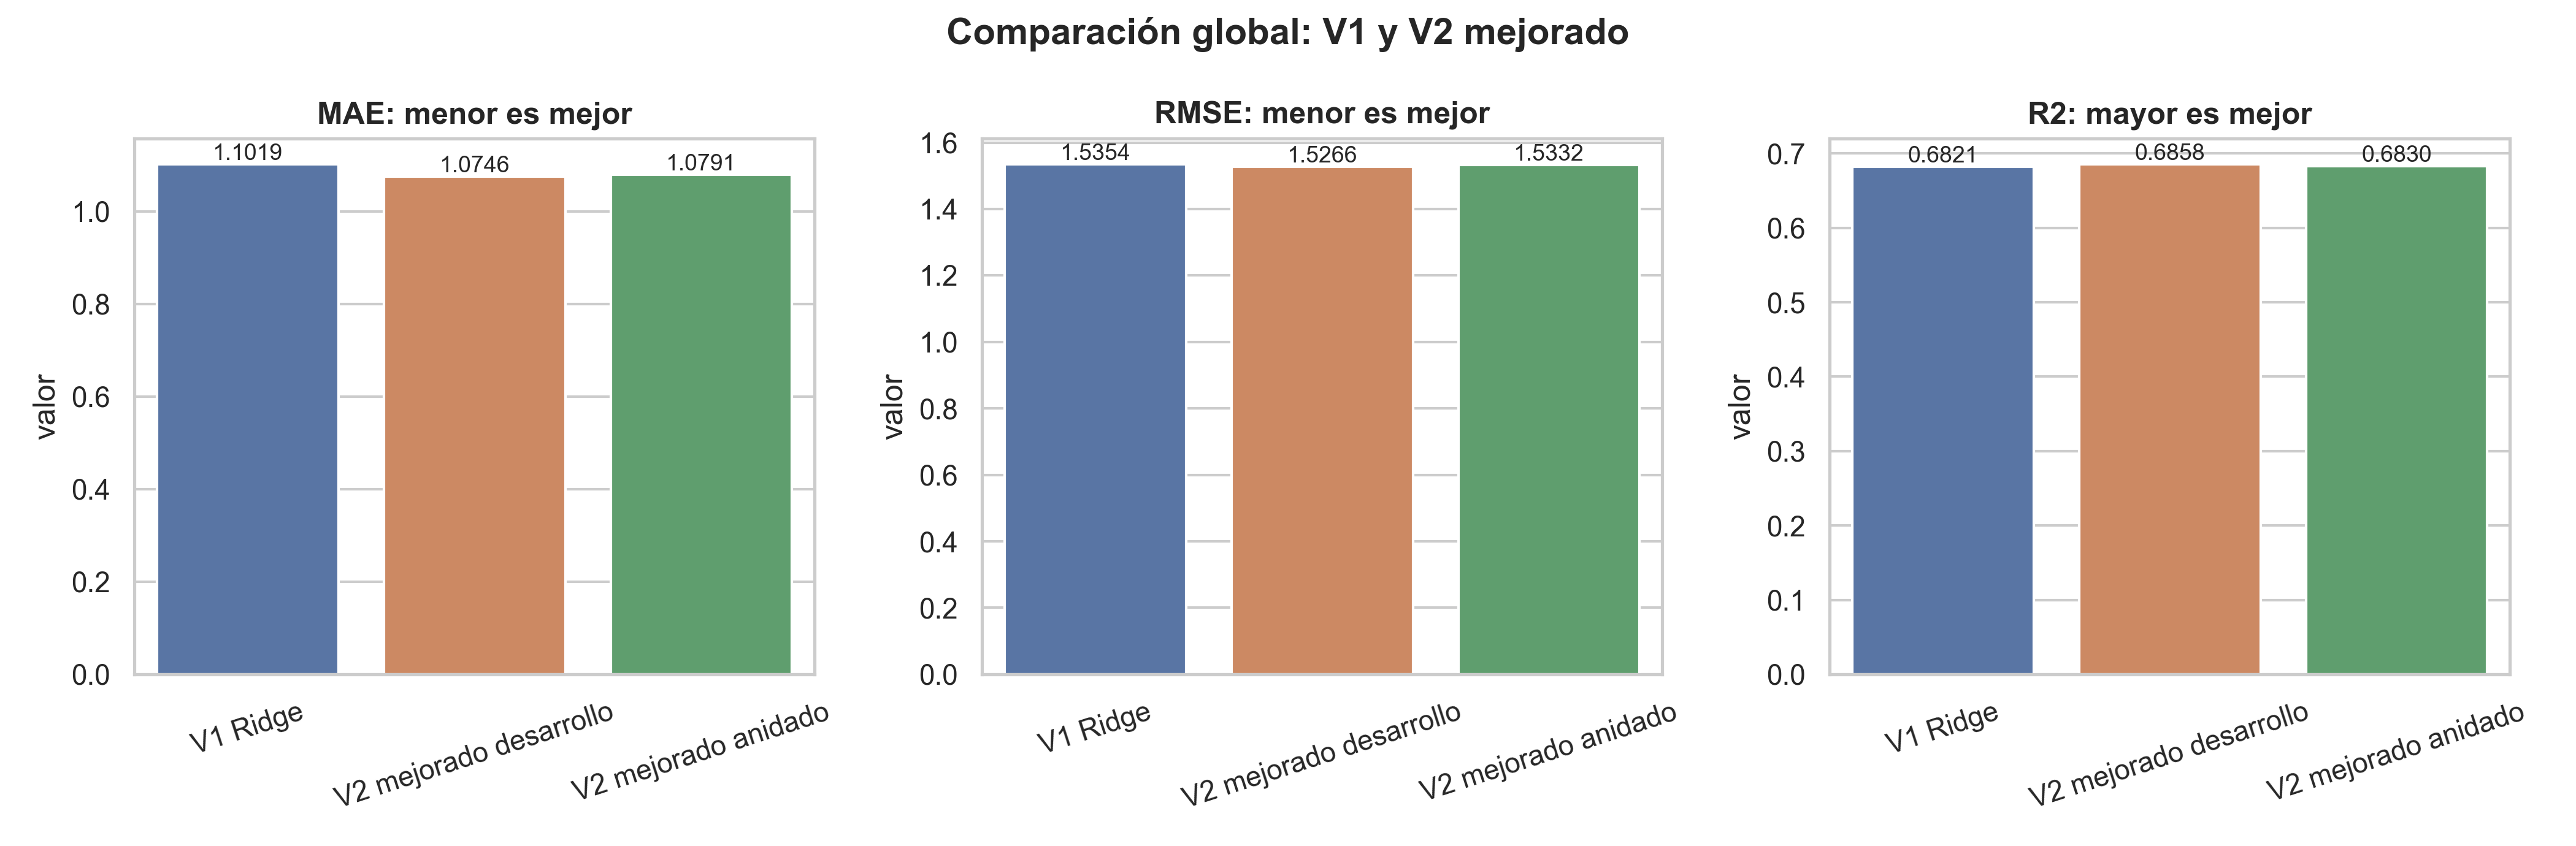 Comparación global: V1 y V2 mejorado
MAE: menor es mejor
valor
1.0
0.8
0.6
0.4
0.2
0.0
1.1019
1.0746
1.0791
V1 Ridge
V2 mejorado desarrollo
V2 mejorado anidado
RMSE: menor es mejor
valor
1.6
1.4
1.2
1.0
0.8
0.6
0.4
0.2
0.0
1.5354
1.5266
1.5332
V1 Ridge
V2 mejorado desarrollo
V2 mejorado anidado
R2: mayor es mejor
valor
0.7
0.6
0.5
0.4
0.3
0.2
0.1
0.0
0.6821
0.6858
0.6830
V1 Ridge
V2 mejorado desarrollo
V2 mejorado anidado